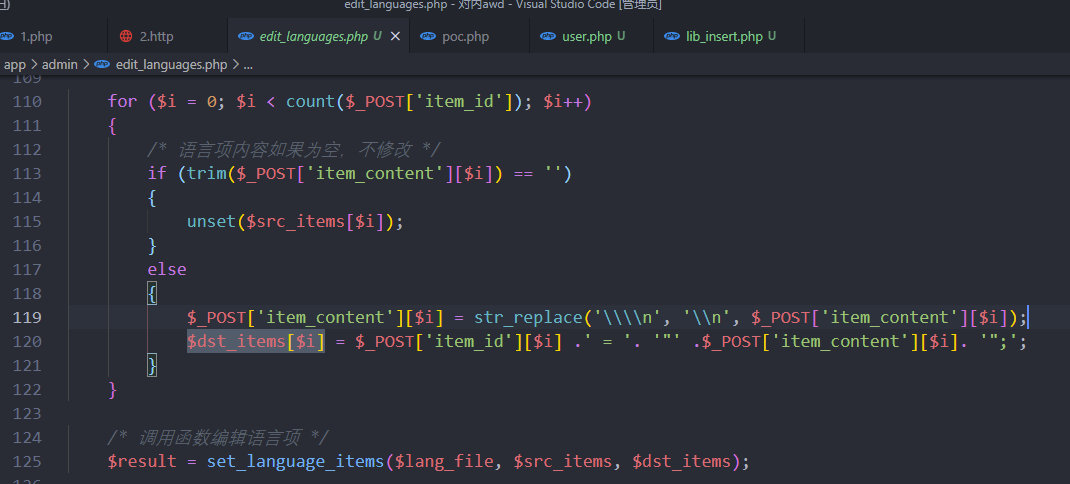 edit_languages.php - 对内awd - Visual Studio Code [管理员]
1.php 2.http edit_languages.php U × poc.php user.php U lib_insert.php U
app > admin > edit_languages.php > ...
109
110 for ($i = 0; $i < count($_POST['item_id']); $i++)
111 {
112 /* 语言项内容如果为空，不修改 */
113 if (trim($_POST['item_content'][$i]) == '')
114 {
115 unset($src_items[$i]);
116 }
117 else
118 {
119 $_POST['item_content'][$i] = str_replace('\\\\n', '\\n', $_POST['item_content'][$i]);
120 $dst_items[$i] = $_POST['item_id'][$i] .' = '. '"' .$_POST['item_content'][$i]. '";';
121 }
122 }
123
124 /* 调用函数编辑语言项 */
125 $result = set_language_items($lang_file, $src_items, $dst_items);